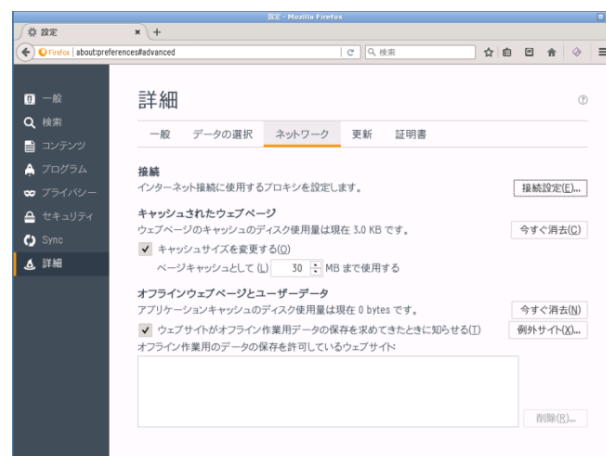 設定 - Mozilla Firefox
設定
Firefox about:preferences#advanced
検索
一般
検索
コンテンツ
プログラム
プライバシー
セキュリティ
Sync
詳細
詳細
一般 データの選択 ネットワーク 更新 証明書
接続
インターネット接続に使用するプロキシを設定します。
接続設定(E)...
キャッシュされたウェブページ
ウェブページのキャッシュのディスク使用量は現在 3.0 KB です。
今すぐ消去(C)
キャッシュサイズを変更する(O)
ページキャッシュとして(L) 30 MB まで使用する
オフラインウェブページとユーザーデータ
アプリケーションキャッシュのディスク使用量は現在 0 bytes です。
今すぐ消去(N)
ウェブサイトがオフライン作業用データの保存を求めてきたときに知らせる(T)
例外サイト(X)...
オフライン作業用のデータの保存を許可しているウェブサイト:
削除(R)...